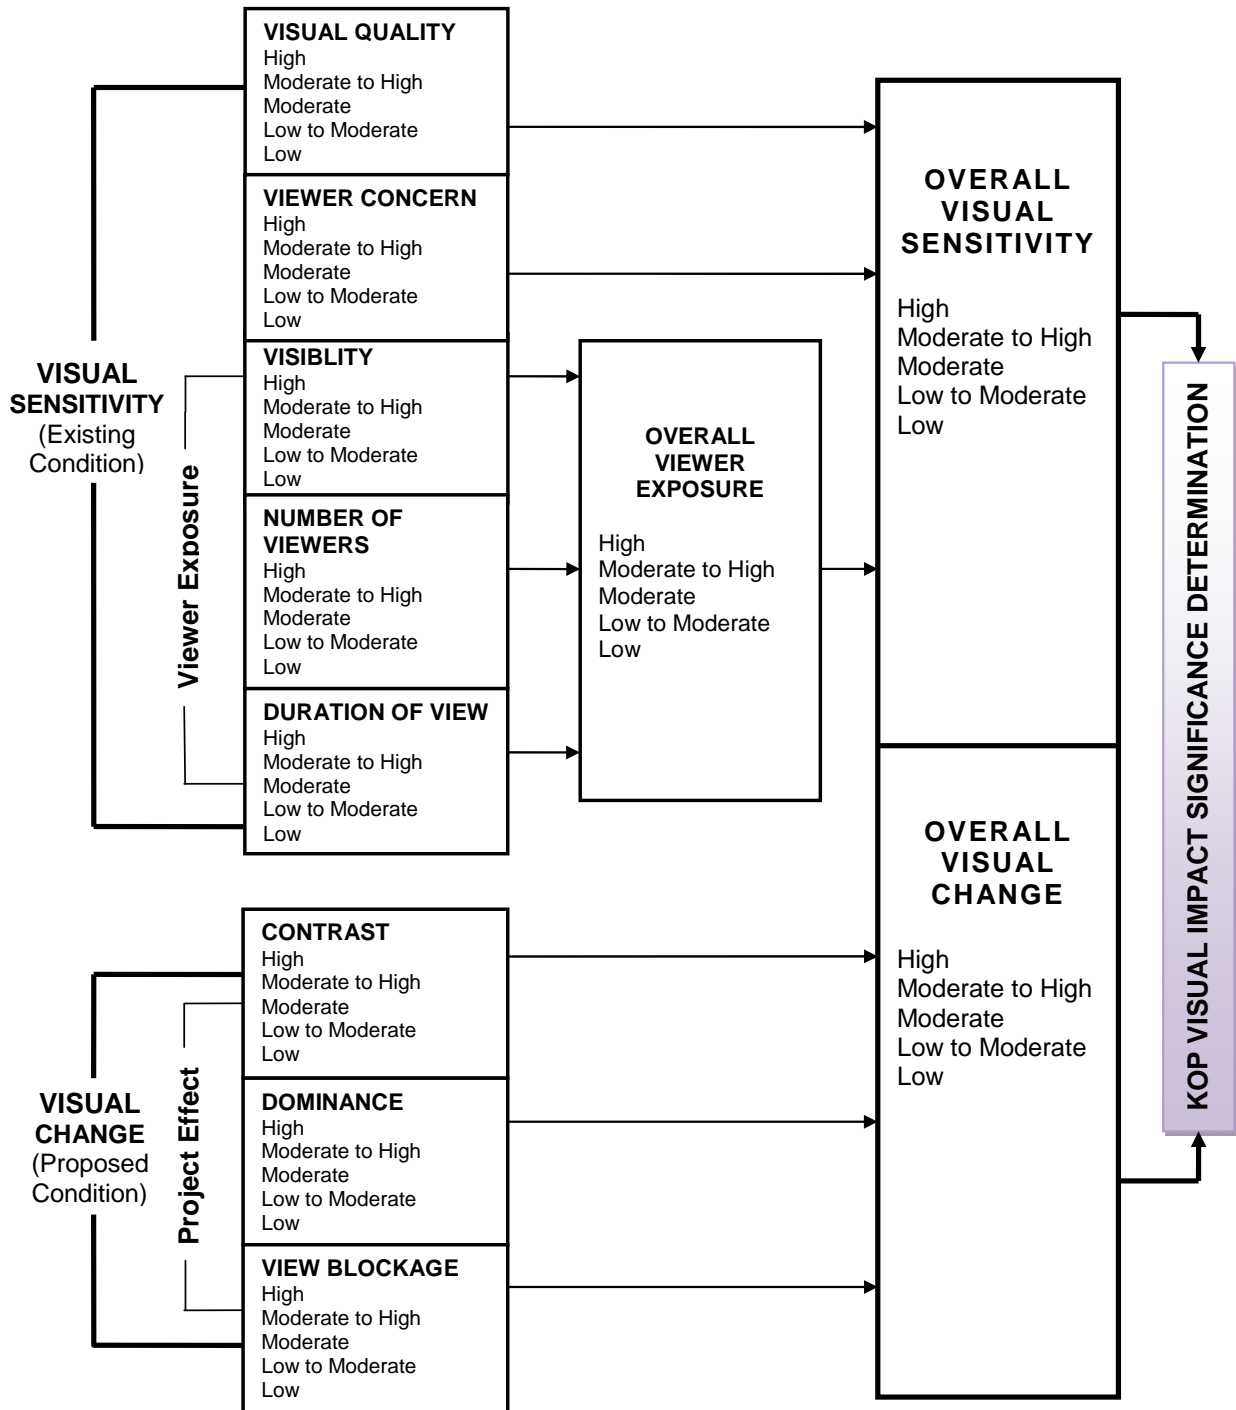 VISUAL
SENSITIVITY
(Existing
Condition)
Viewer Exposure
VISUAL QUALITY
High
Moderate to High
Moderate
Low to Moderate
Low
VIEWER CONCERN
High
Moderate to High
Moderate
Low to Moderate
Low
VISIBLITY
High
Moderate to High
Moderate
Low to Moderate
Low
NUMBER OF
VIEWERS
High
Moderate to High
Moderate
Low to Moderate
Low
DURATION OF VIEW
High
Moderate to High
Moderate
Low to Moderate
Low
OVERALL
VIEWER
EXPOSURE
High
Moderate to High
Moderate
Low to Moderate
Low
OVERALL
VISUAL
SENSITIVITY
High
Moderate to High
Moderate
Low to Moderate
Low
VISUAL
CHANGE
(Proposed
Condition)
Project Effect
CONTRAST
High
Moderate to High
Moderate
Low to Moderate
Low
DOMINANCE
High
Moderate to High
Moderate
Low to Moderate
Low
VIEW BLOCKAGE
High
Moderate to High
Moderate
Low to Moderate
Low
OVERALL
VISUAL
CHANGE
High
Moderate to High
Moderate
Low to Moderate
Low
KOP VISUAL IMPACT SIGNIFICANCE DETERMINATION